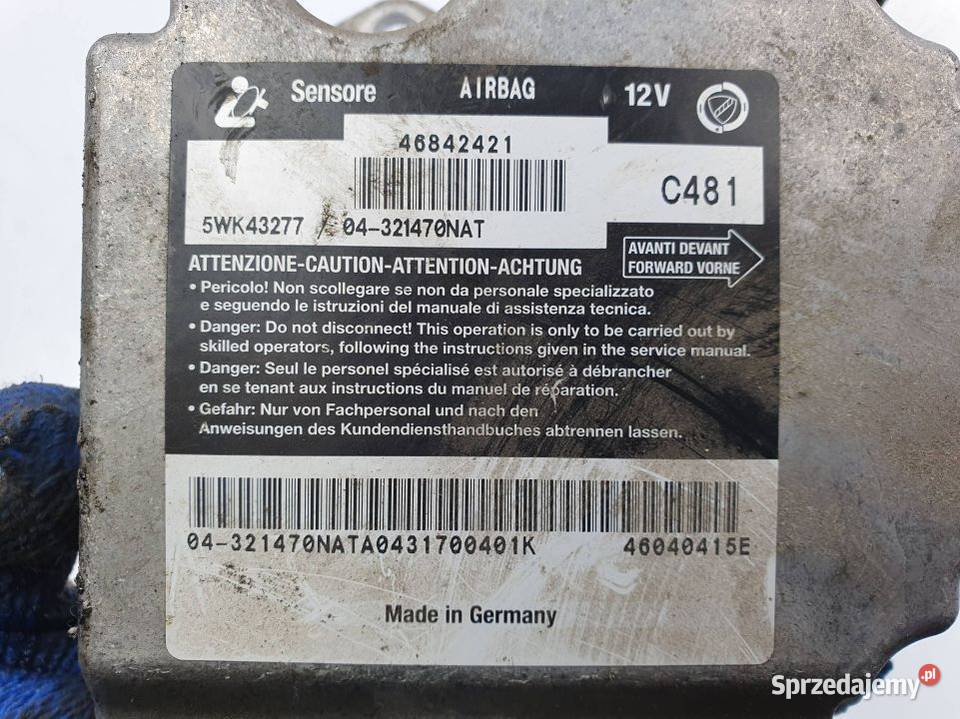 Sensore AIRBAG 12V
46842421
C481
5WK43277 / 04-321470NAT
AVANTI DEVANT
FORWARD VORNE
ATTENZIONE-CAUTION-ATTENTION-ACHTUNG
• Pericolo! Non scollegare se non da personale specializzato
e seguendo le istruzioni del manuale di assistenza tecnica.
• Danger: Do not disconnect! This operation is only to be carried out by
skilled operators, following the instructions given in the service manual.
• Danger: Seul le personel spécialisé est autorisé à débrancher
en se tenant aux instructions du manuel de réparation.
• Gefahr: Nur von Fachpersonal und nach den
Anweisungen des Kundendiensthandbuches abtrennen lassen.
04-321470NATA0431700401K 46040415E
Made in Germany
Sprzedajemy.pl